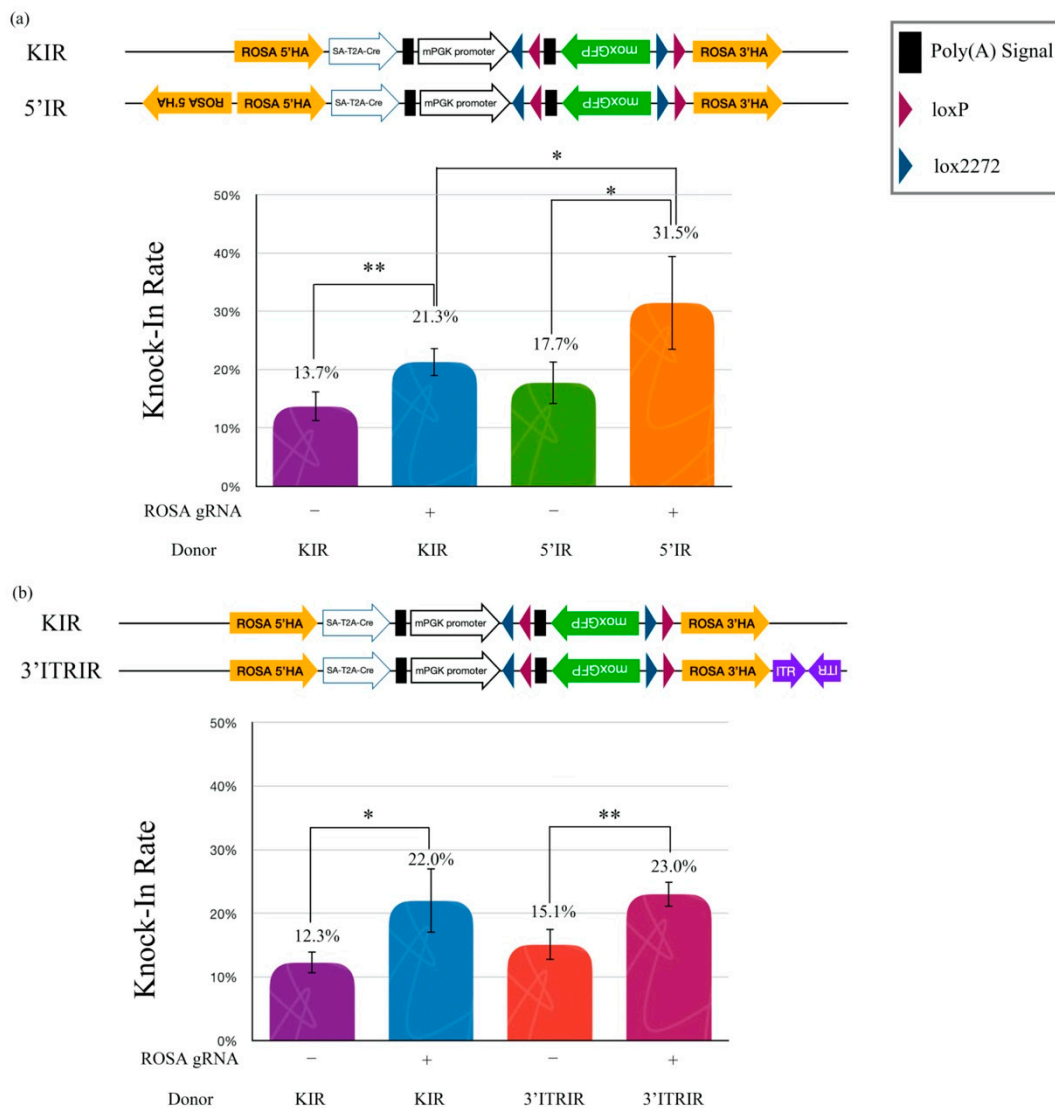 (a)
KIR
ROSA 5'HA SA-T2A-Cre mPGK promoter moxGFP ROSA 3'HA
5'IR
ROSA 5'HA ROSA 5'HA SA-T2A-Cre mPGK promoter moxGFP ROSA 3'HA
Poly(A) Signal
loxP
lox2272
Knock-In Rate
50%
40%
30%
20%
10%
0%
*
*
**
13.7%
21.3%
17.7%
31.5%
ROSA gRNA − + − +
Donor KIR KIR 5'IR 5'IR
(b)
KIR
ROSA 5'HA SA-T2A-Cre mPGK promoter moxGFP ROSA 3'HA
3'ITRIR
ROSA 5'HA SA-T2A-Cre mPGK promoter moxGFP ROSA 3'HA ITR ITR
Knock-In Rate
50%
40%
30%
20%
10%
0%
*
**
12.3%
22.0%
15.1%
23.0%
ROSA gRNA − + − +
Donor KIR KIR 3'ITRIR 3'ITRIR